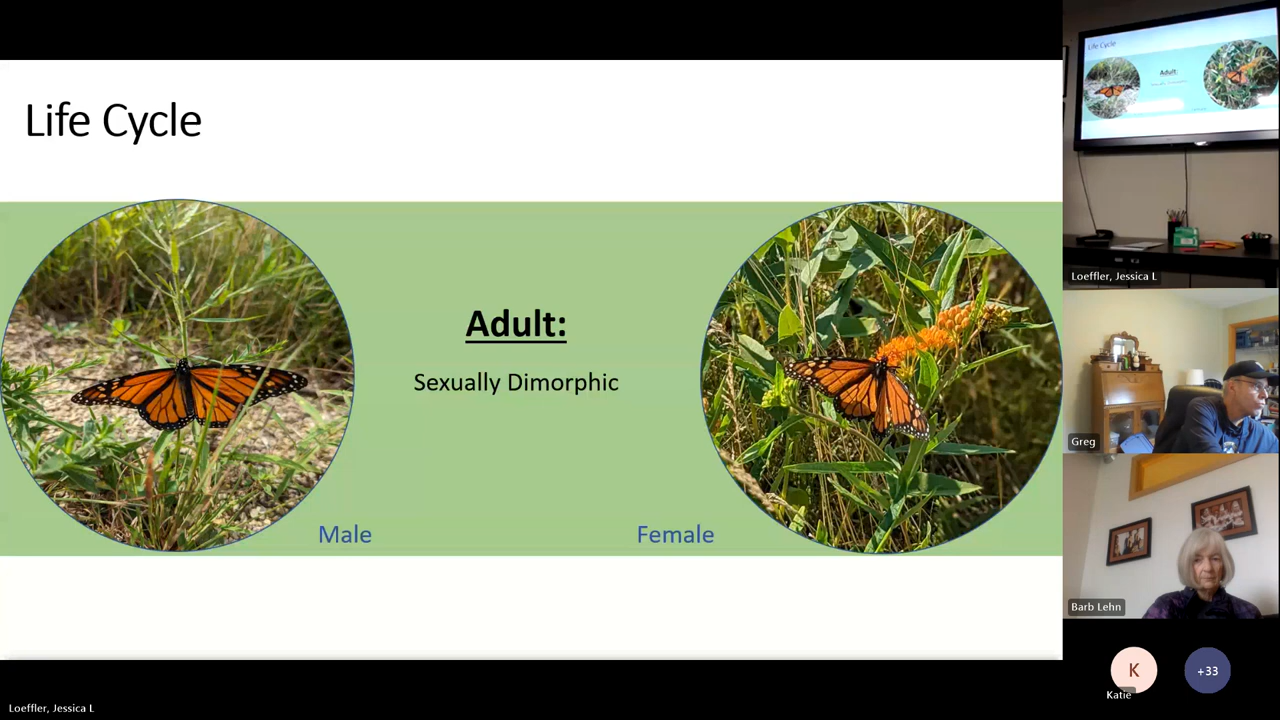 Life Cycle
Adult:
Sexually Dimorphic
Male
Female
Life Cycle
Adult:
Loeffler, Jessica L
Greg
Barb Lehn
K
+33
Katie
Loeffler, Jessica L